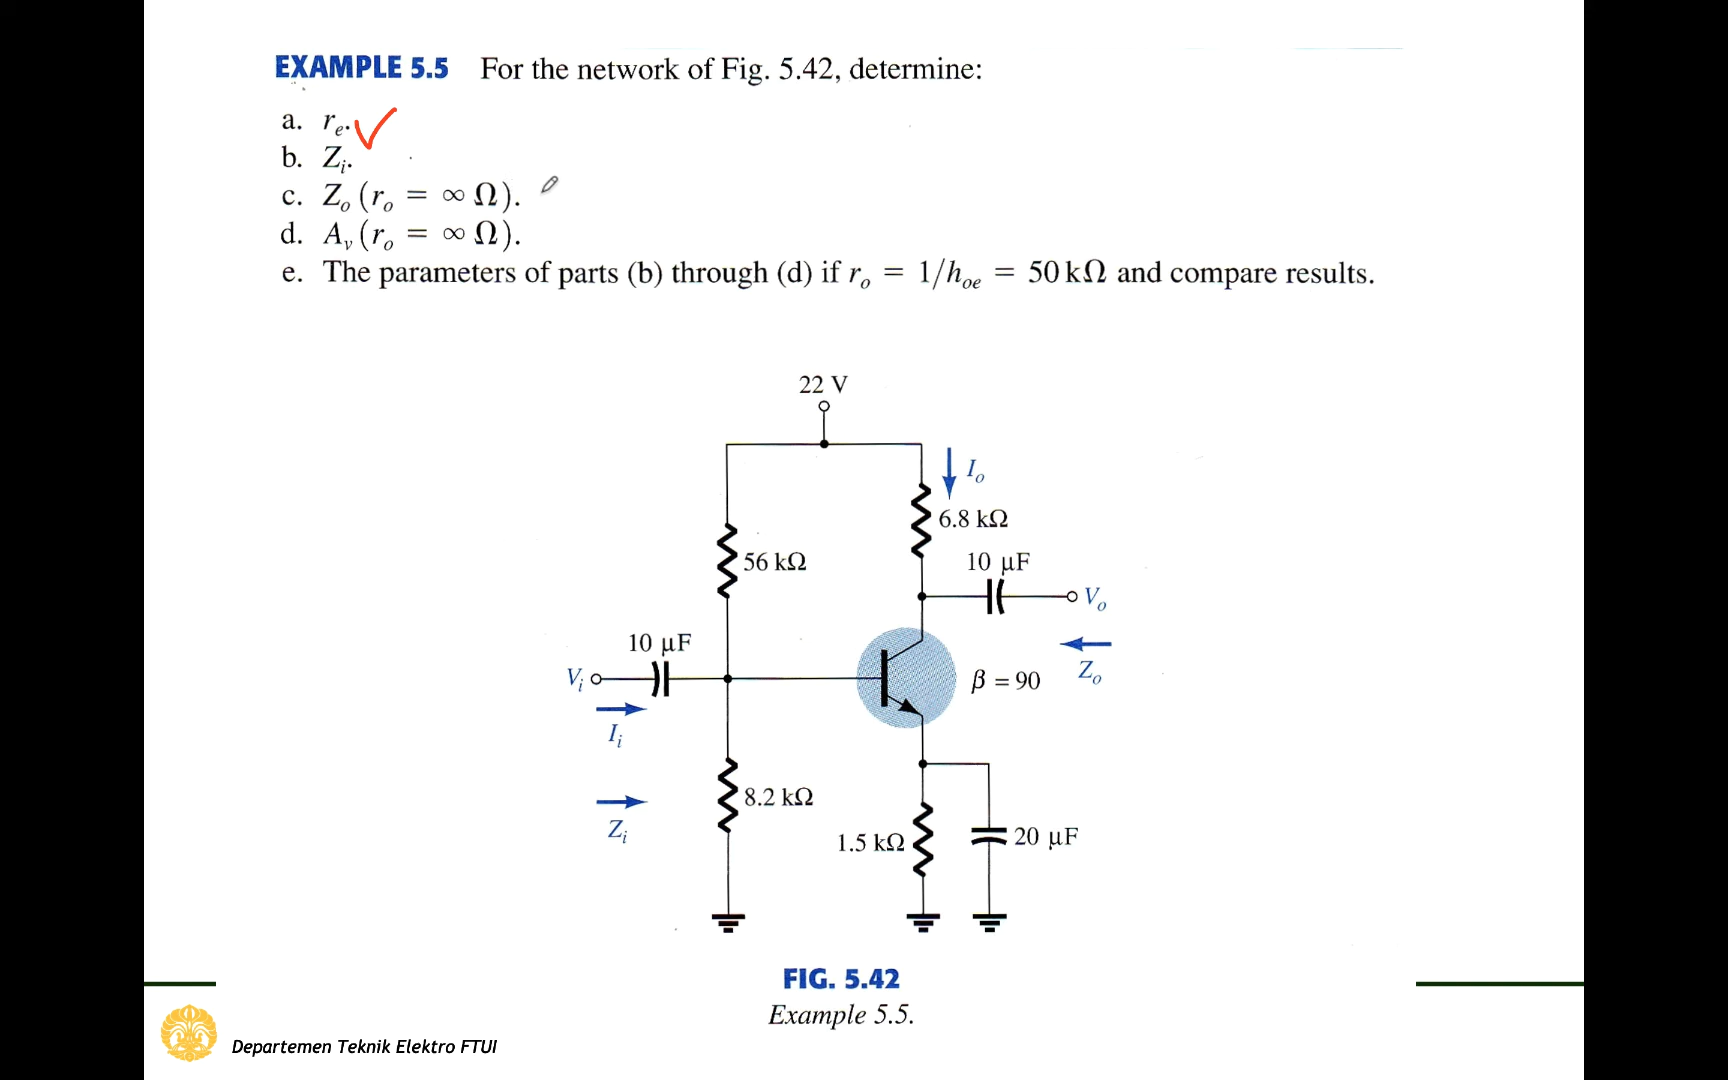 EXAMPLE 5.5 For the network of Fig. 5.42, determine:
a. re.
b. Zi.
c. Zo (ro = ∞ Ω).
d. Av (ro = ∞ Ω).
e. The parameters of parts (b) through (d) if ro = 1/hoe = 50 kΩ and compare results.
22 V
Io
6.8 kΩ
56 kΩ
10 μF
Vo
10 μF
Vi
β = 90
Zo
Ii
8.2 kΩ
Zi
1.5 kΩ
20 μF
FIG. 5.42
Example 5.5.
Departemen Teknik Elektro FTUI